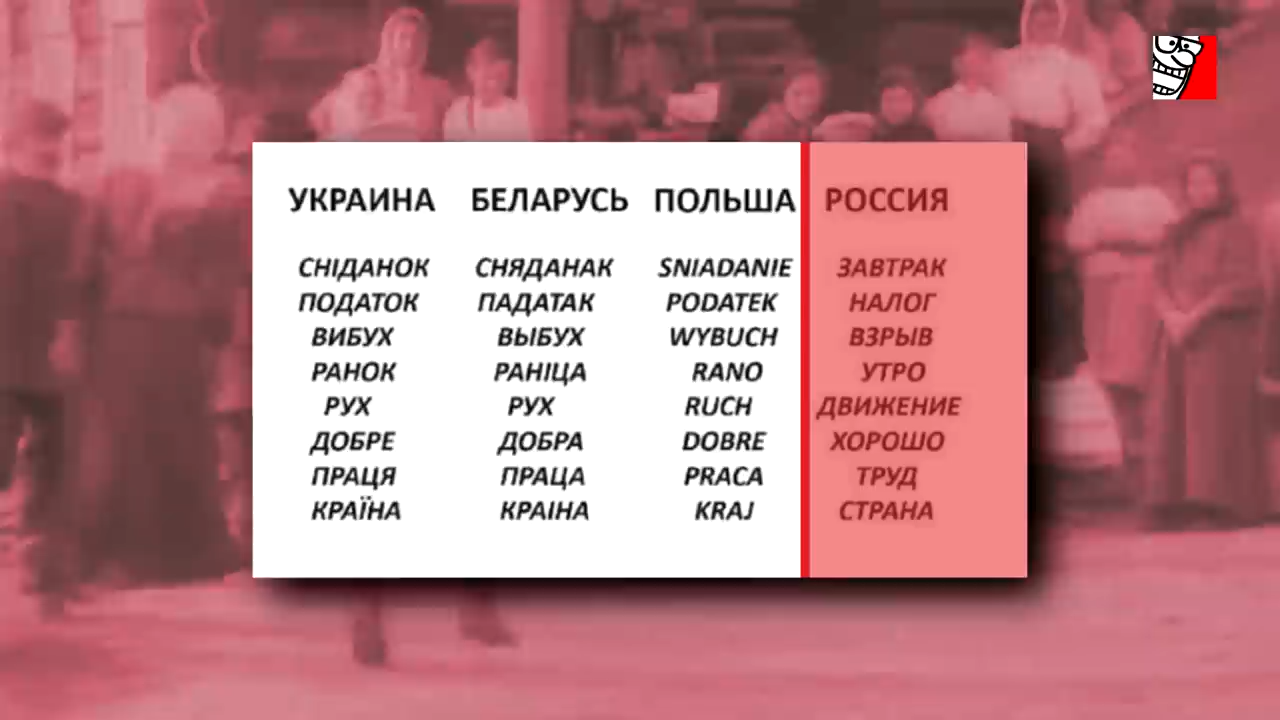 УКРАИНА БЕЛАРУСЬ ПОЛЬША РОССИЯ
СНІДАНОК СНЯДАНАК SNIADANIE ЗАВТРАК
ПОДАТОК ПАДАТАК PODATEK НАЛОГ
ВИБУХ ВЫБУХ WYBUCH ВЗРЫВ
РАНОК РАНІЦА RANO УТРО
РУХ РУХ RUCH ДВИЖЕНИЕ
ДОБРЕ ДОБРА DOBRE ХОРОШО
ПРАЦЯ ПРАЦА PRACA ТРУД
КРАЇНА КРАІНА KRAJ СТРАНА